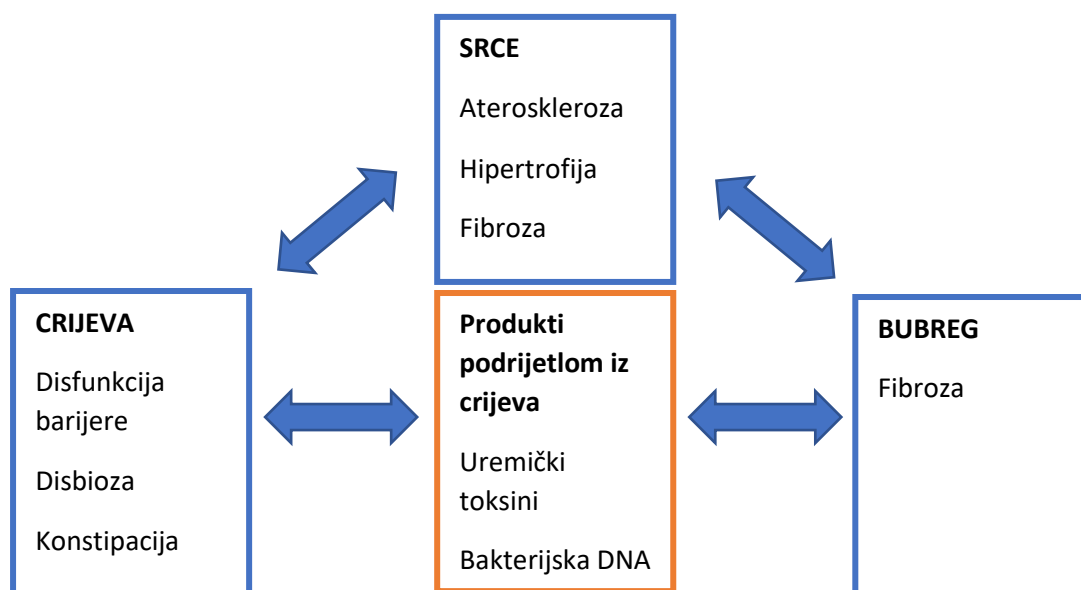 SRCE
Ateroskleroza
Hipertrofija
Fibroza
CRIJEVA
Disfunkcija
barijere
Disbioza
Konstipacija
Produkti
podrijetlom iz
crijeva
Uremički
toksini
Bakterijska DNA
BUBREG
Fibroza